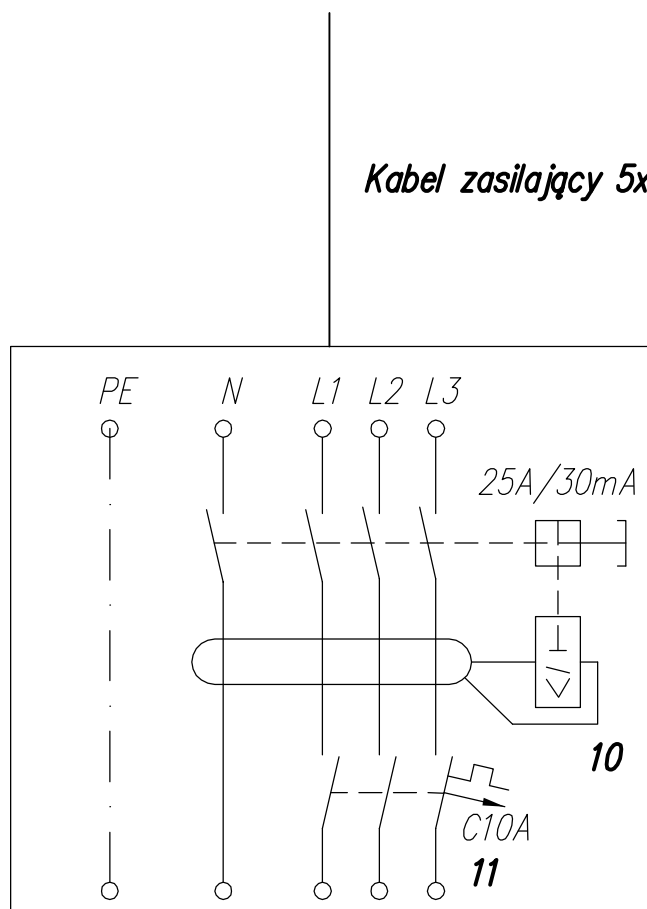 Kabel zasilający 5x
PE N L1 L2 L3
25A/30mA
10
C10A
11